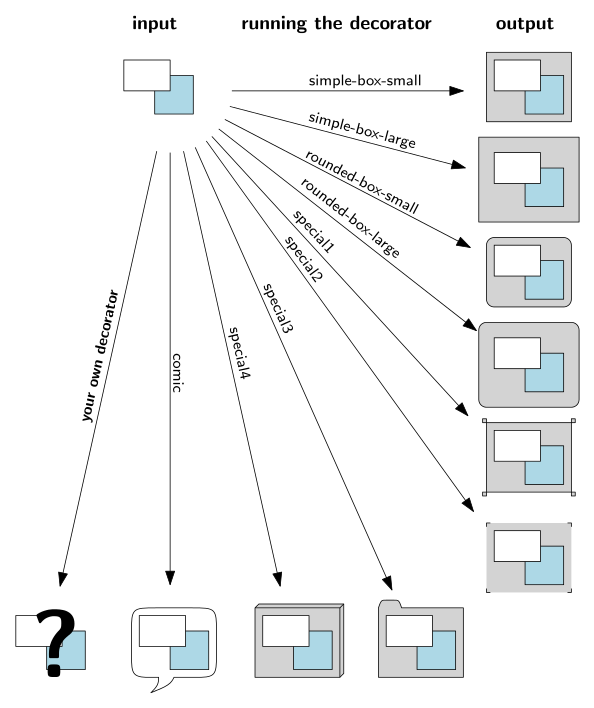 input
running the decorator
output
simple-box-small
simple-box-large
rounded-box-small
rounded-box-large
special1
special2
special3
special4
comic
your own decorator
?